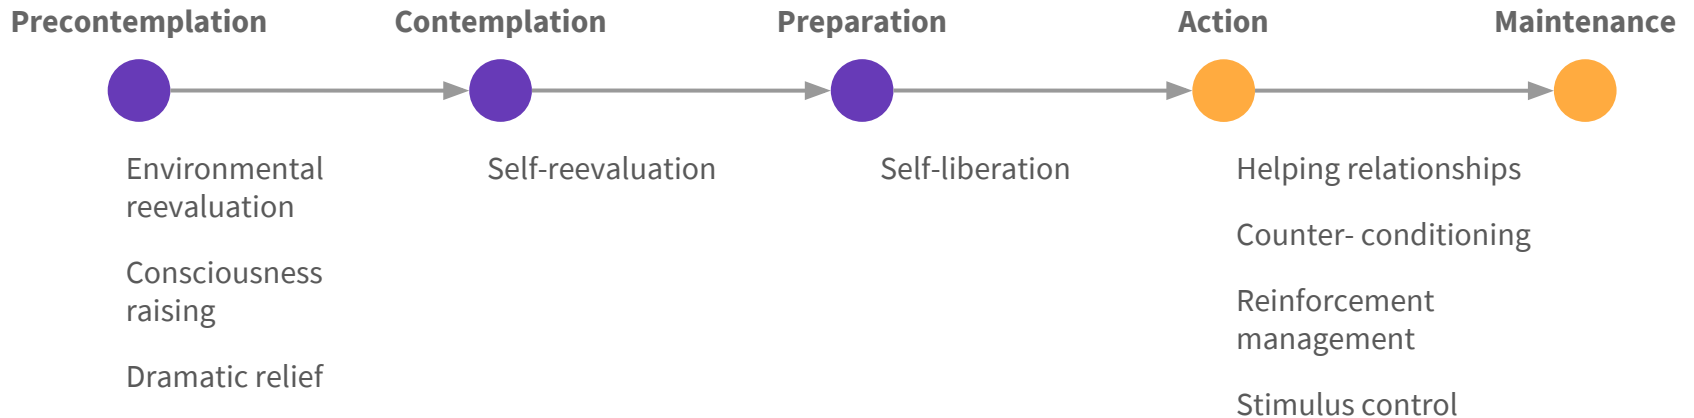 Precontemplation
Contemplation
Preparation
Action
Maintenance
Environmental
reevaluation
Consciousness
raising
Dramatic relief
Self-reevaluation
Self-liberation
Helping relationships
Counter- conditioning
Reinforcement
management
Stimulus control